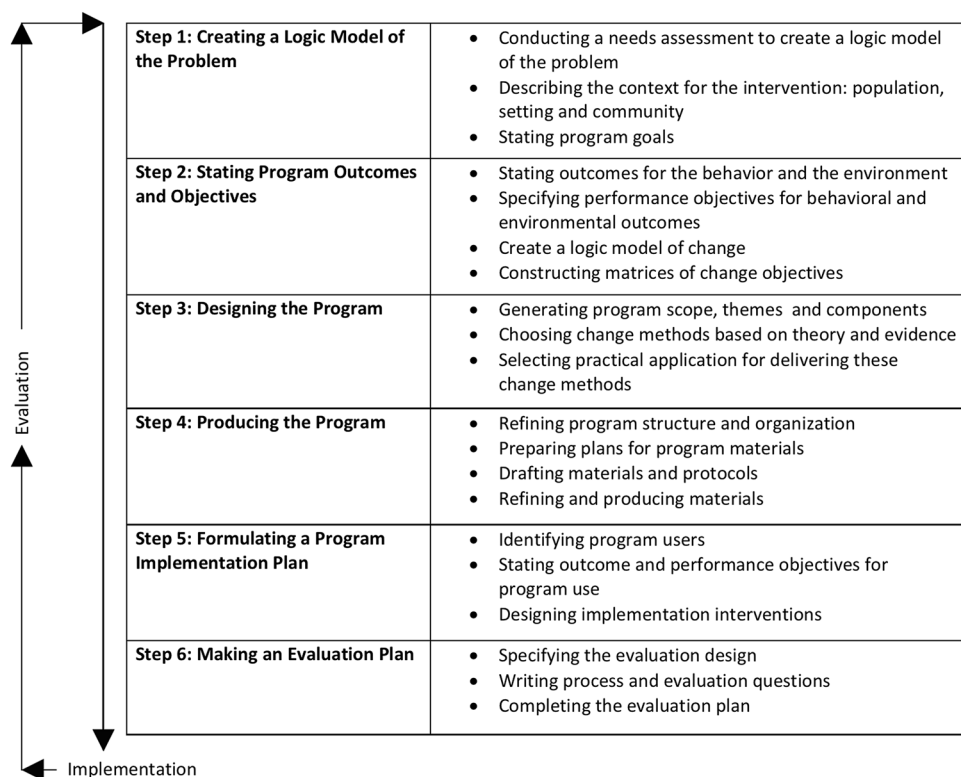 Step 1: Creating a Logic Model of
the Problem
• Conducting a needs assessment to create a logic model
of the problem
• Describing the context for the intervention: population,
setting and community
• Stating program goals
Step 2: Stating Program Outcomes
and Objectives
• Stating outcomes for the behavior and the environment
• Specifying performance objectives for behavioral and
environmental outcomes
• Create a logic model of change
• Constructing matrices of change objectives
Step 3: Designing the Program
• Generating program scope, themes and components
• Choosing change methods based on theory and evidence
• Selecting practical application for delivering these
change methods
Step 4: Producing the Program
• Refining program structure and organization
• Preparing plans for program materials
• Drafting materials and protocols
• Refining and producing materials
Step 5: Formulating a Program
Implementation Plan
• Identifying program users
• Stating outcome and performance objectives for
program use
• Designing implementation interventions
Step 6: Making an Evaluation Plan
• Specifying the evaluation design
• Writing process and evaluation questions
• Completing the evaluation plan
Evaluation
Implementation